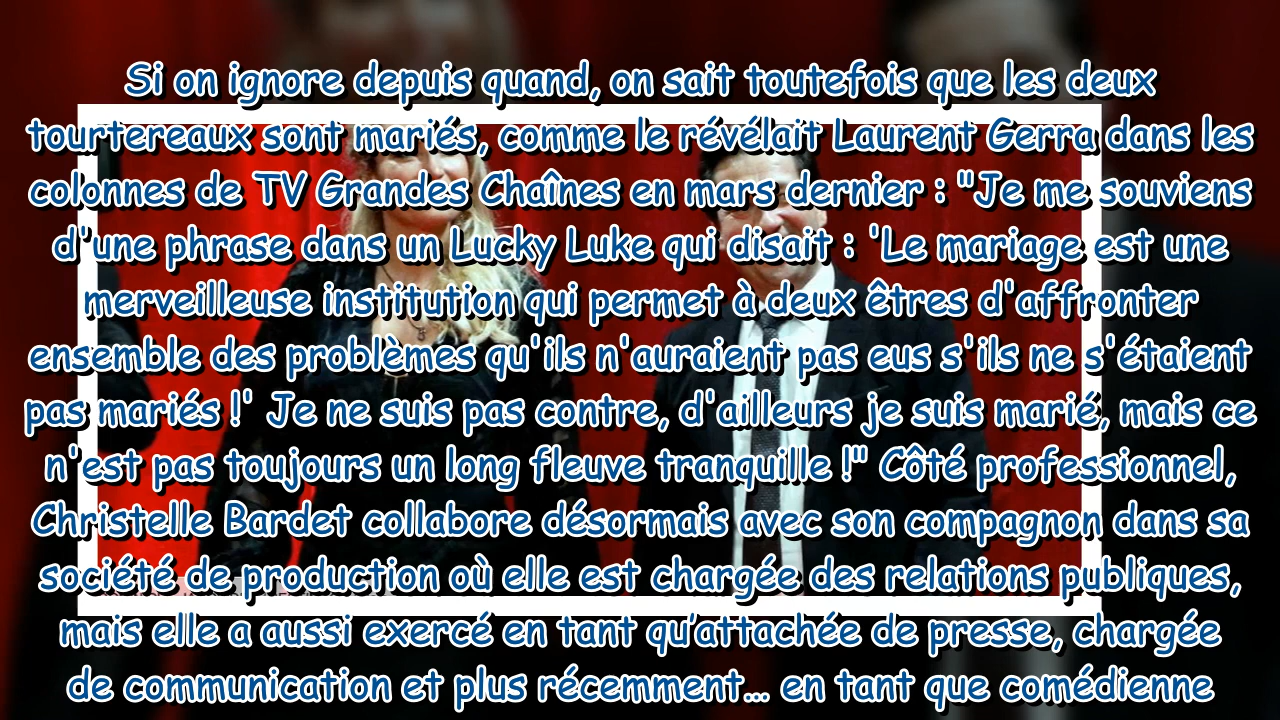 Si on ignore depuis quand, on sait toutefois que les deux
tourtereaux sont mariés, comme le révélait Laurent Gerra dans les
colonnes de TV Grandes Chaînes en mars dernier : "Je me souviens
d'une phrase dans un Lucky Luke qui disait : 'Le mariage est une
merveilleuse institution qui permet à deux êtres d'affronter
ensemble des problèmes qu'ils n'auraient pas eus s'ils ne s'étaient
pas mariés !' Je ne suis pas contre, d'ailleurs je suis marié, mais ce
n'est pas toujours un long fleuve tranquille !" Côté professionnel,
Christelle Bardet collabore désormais avec son compagnon dans sa
société de production où elle est chargée des relations publiques,
mais elle a aussi exercé en tant qu’attachée de presse, chargée
de communication et plus récemment... en tant que comédienne